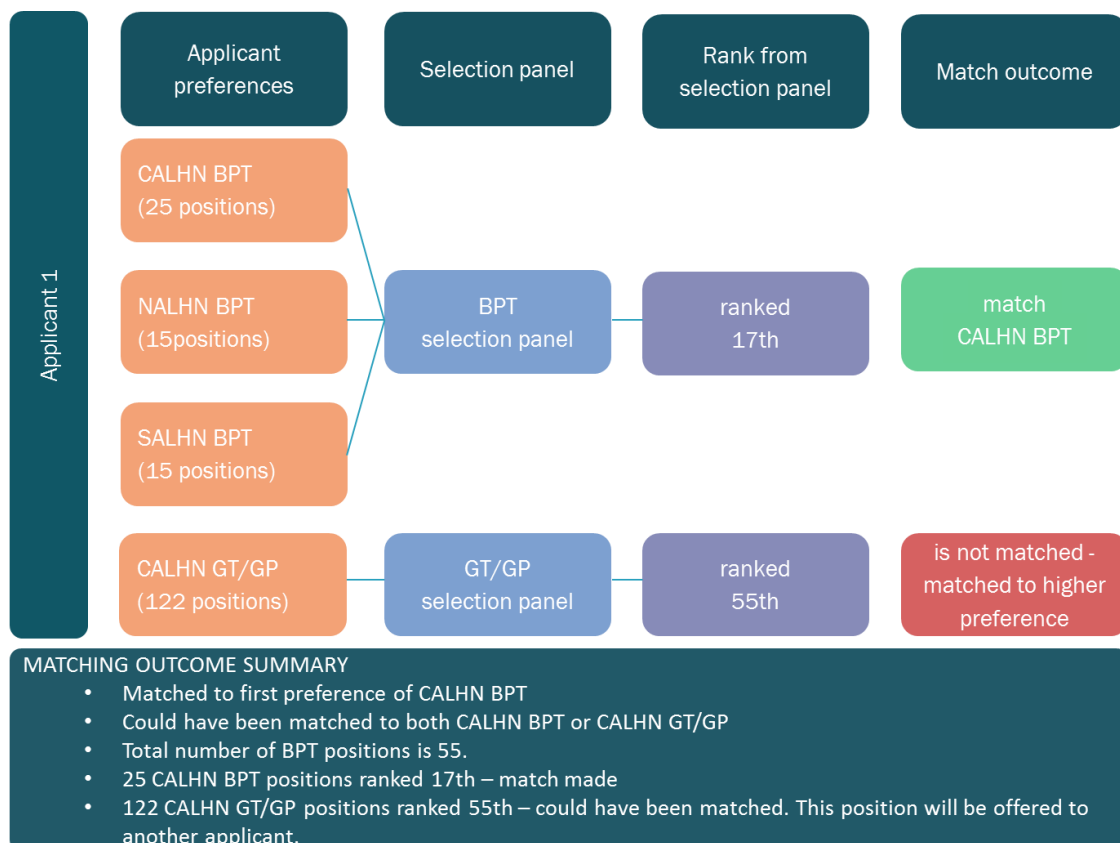 Applicant 1
Applicant
preferences
Selection panel
Rank from
selection panel
Match outcome
CALHN BPT
(25 positions)
NALHN BPT
(15positions)
SALHN BPT
(15 positions)
BPT
selection panel
ranked
17th
match
CALHN BPT
CALHN GT/GP
(122 positions)
GT/GP
selection panel
ranked
55th
is not matched -
matched to higher
preference
MATCHING OUTCOME SUMMARY
• Matched to first preference of CALHN BPT
• Could have been matched to both CALHN BPT or CALHN GT/GP
• Total number of BPT positions is 55.
• 25 CALHN BPT positions ranked 17th – match made
• 122 CALHN GT/GP positions ranked 55th – could have been matched. This position will be offered to
another applicant.